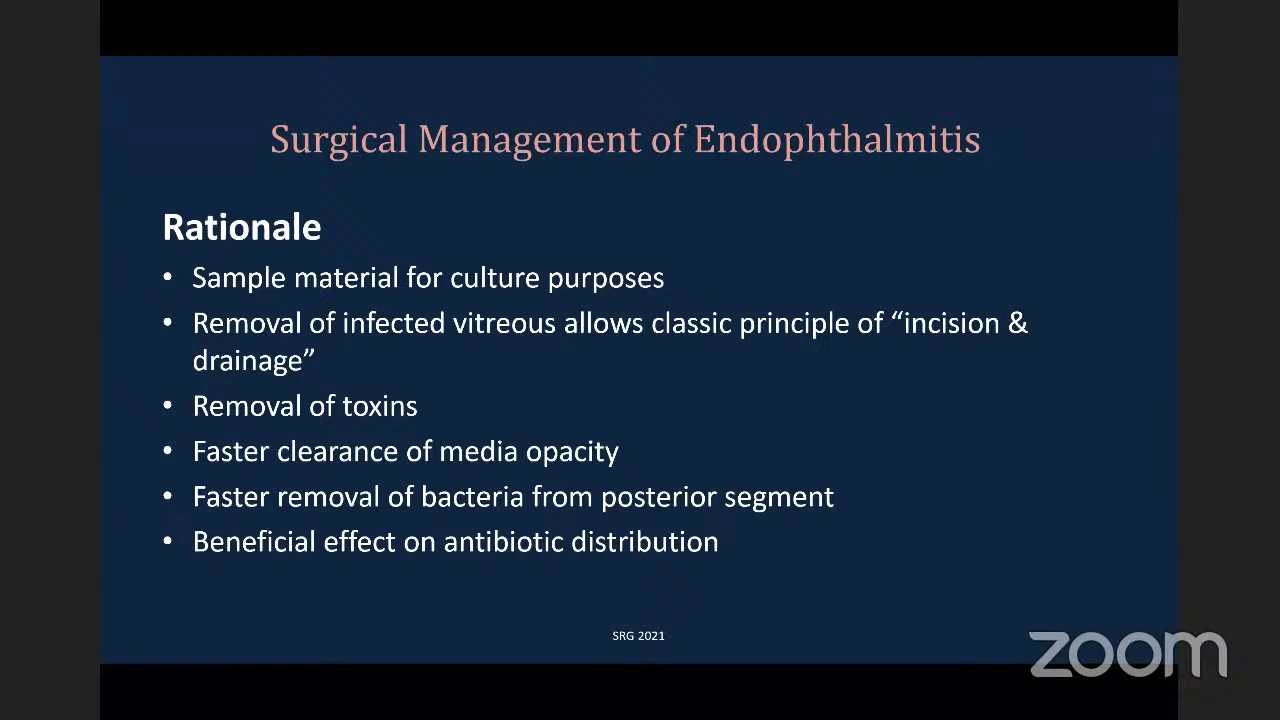 Surgical Management of Endophthalmitis
Rationale
• Sample material for culture purposes
• Removal of infected vitreous allows classic principle of “incision &
drainage”
• Removal of toxins
• Faster clearance of media opacity
• Faster removal of bacteria from posterior segment
• Beneficial effect on antibiotic distribution
SRG 2021
zoom